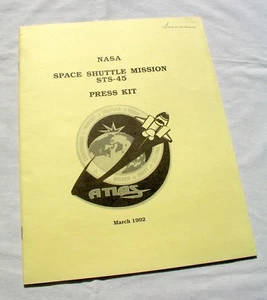 NASA
SPACE SHUTTLE MISSION
STS-45
PRESS KIT
ATLAS
March 1992